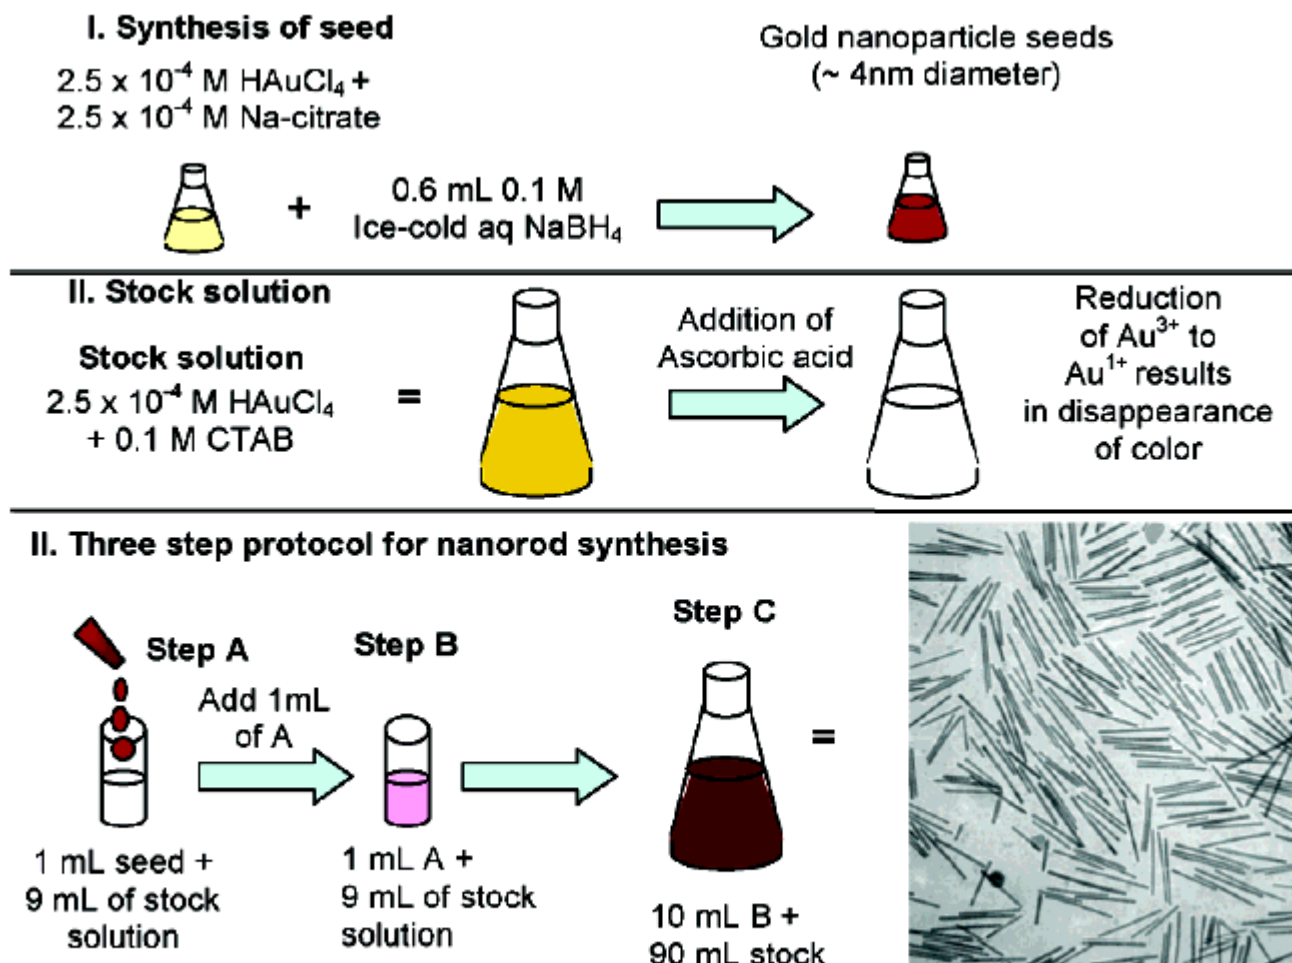 I. Synthesis of seed
2.5 x 10⁻⁴ M HAuCl₄ +
2.5 x 10⁻⁴ M Na-citrate
+
0.6 mL 0.1 M
Ice-cold aq NaBH₄
Gold nanoparticle seeds
(~ 4nm diameter)
II. Stock solution
Stock solution
2.5 x 10⁻⁴ M HAuCl₄
+ 0.1 M CTAB
=
Addition of
Ascorbic acid
Reduction
of Au³⁺ to
Au¹⁺ results
in disappearance
of color
II. Three step protocol for nanorod synthesis
Step A
Add 1mL
of A
1 mL seed +
9 mL of stock
solution
Step B
1 mL A +
9 mL of stock
solution
Step C
10 mL B +
90 mL stock
=